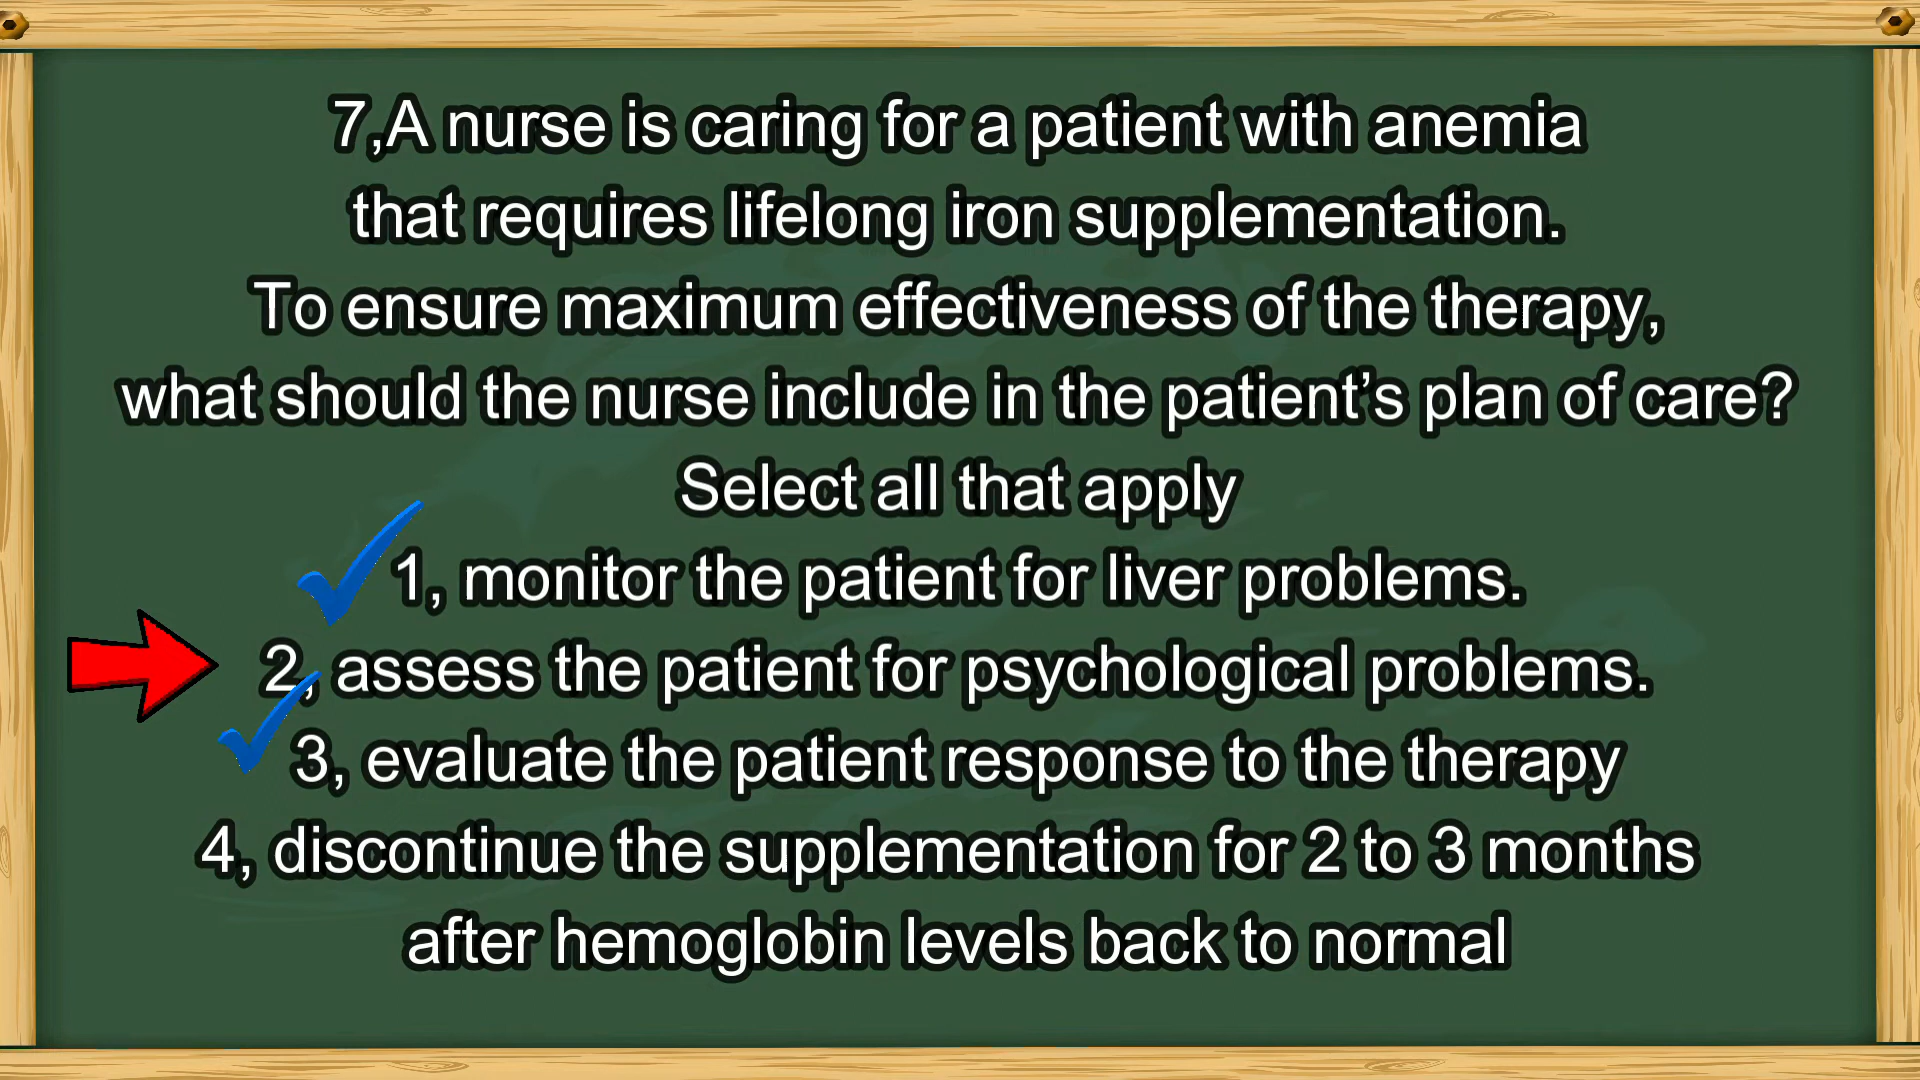 7,A nurse is caring for a patient with anemia
that requires lifelong iron supplementation.
To ensure maximum effectiveness of the therapy,
what should the nurse include in the patient’s plan of care?
Select all that apply
1, monitor the patient for liver problems.
2, assess the patient for psychological problems.
3, evaluate the patient response to the therapy
4, discontinue the supplementation for 2 to 3 months
after hemoglobin levels back to normal